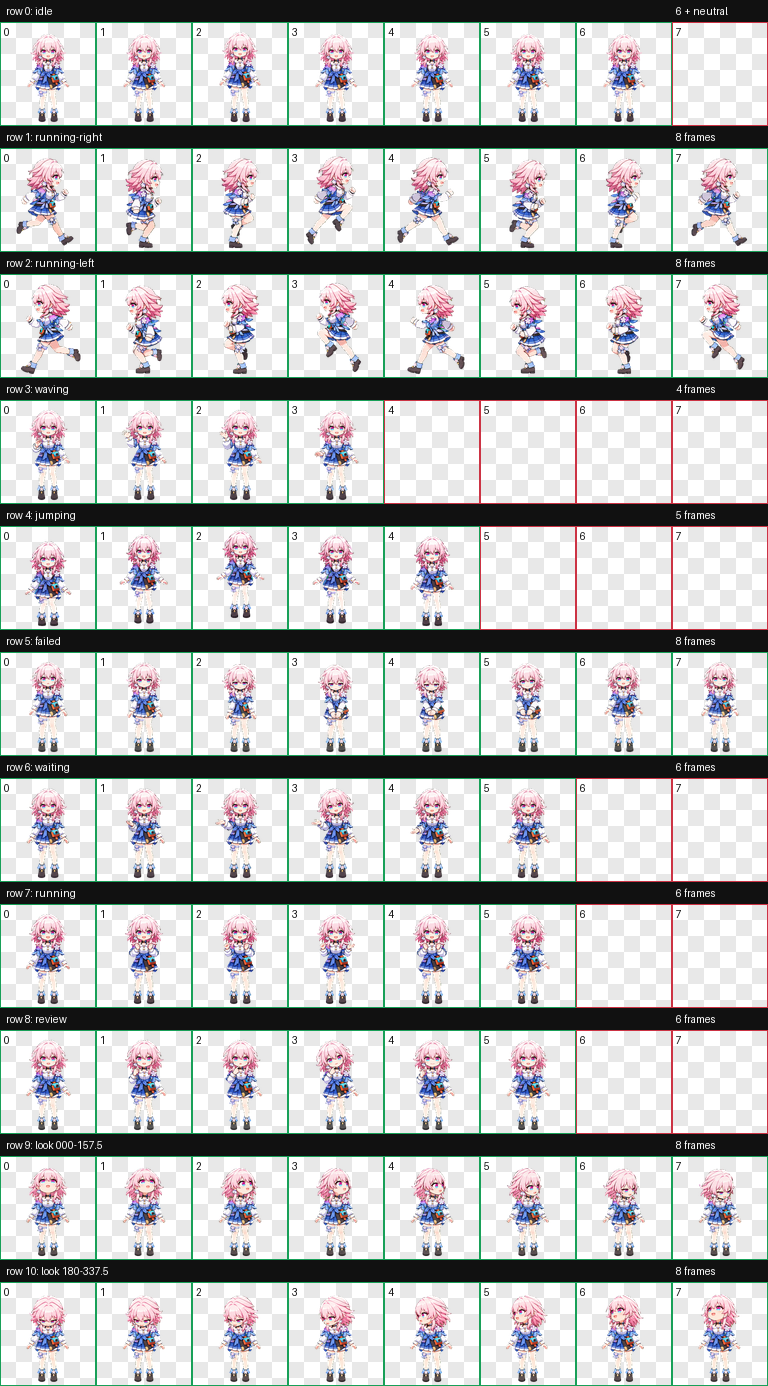 row 0: idle 6 + neutral
0 1 2 3 4 5 6 7
row 1: running-right 8 frames
0 1 2 3 4 5 6 7
row 2: running-left 8 frames
0 1 2 3 4 5 6 7
row 3: waving 4 frames
0 1 2 3 4 5 6 7
row 4: jumping 5 frames
0 1 2 3 4 5 6 7
row 5: failed 8 frames
0 1 2 3 4 5 6 7
row 6: waiting 6 frames
0 1 2 3 4 5 6 7
row 7: running 6 frames
0 1 2 3 4 5 6 7
row 8: review 6 frames
0 1 2 3 4 5 6 7
row 9: look 000-157.5 8 frames
0 1 2 3 4 5 6 7
row 10: look 180-337.5 8 frames
0 1 2 3 4 5 6 7